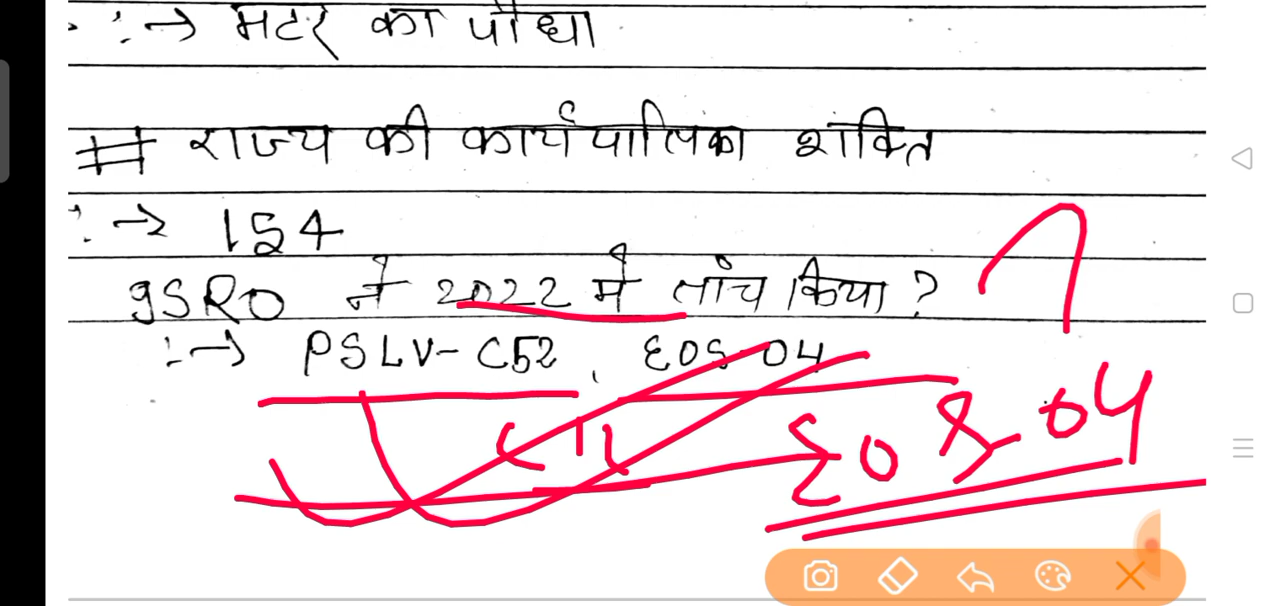 ∴→ मटर का पौधा
# राज्य की कार्यपालिका शक्ति
∴→ 154
ISRO ने 2022 में लांच किया ?
∴→ PSLV-C52, EOS-04
EOS-04